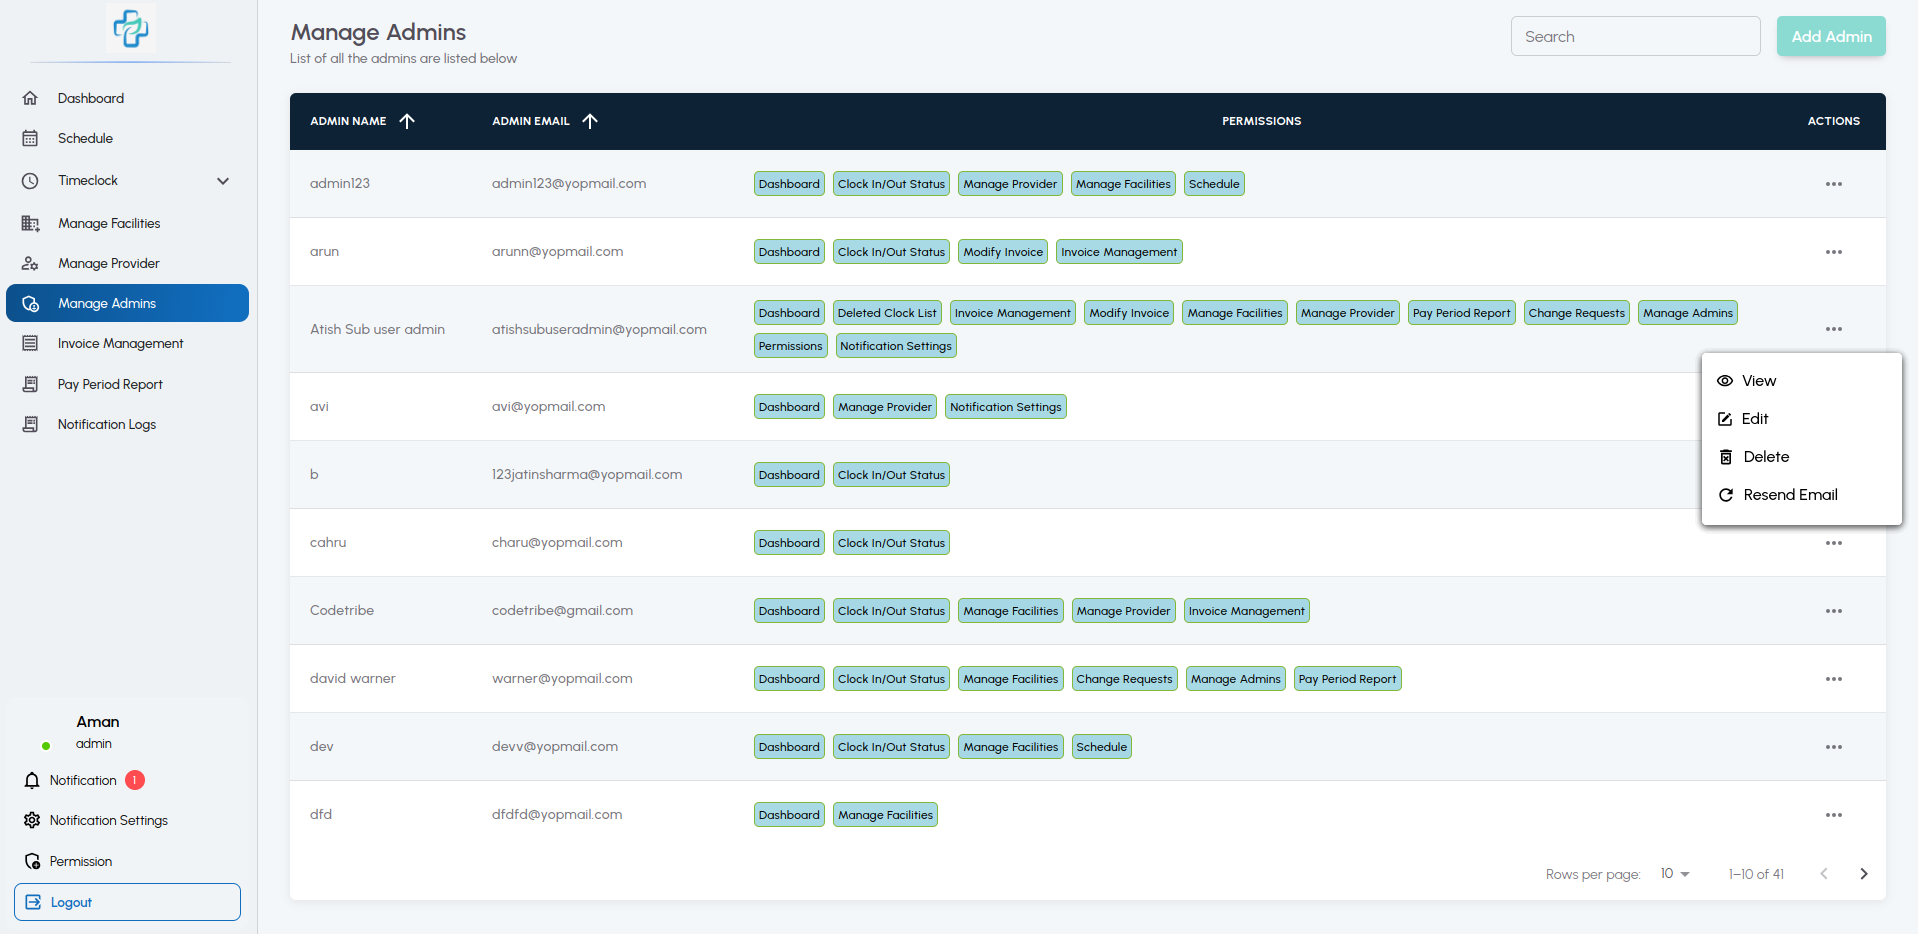 Dashboard
Schedule
Timeclock
Manage Facilities
Manage Provider
Manage Admins
Invoice Management
Pay Period Report
Notification Logs
Aman
admin
Notification 1
Notification Settings
Permission
Logout
Manage Admins
List of all the admins are listed below
Search
Add Admin
ADMIN NAME ADMIN EMAIL PERMISSIONS ACTIONS
admin123 admin123@yopmail.com Dashboard Clock In/Out Status Manage Provider Manage Facilities Schedule
arun arunn@yopmail.com Dashboard Clock In/Out Status Modify Invoice Invoice Management
Atish Sub user admin atishsubuseradmin@yopmail.com Dashboard Deleted Clock List Invoice Management Modify Invoice Manage Facilities Manage Provider Pay Period Report Change Requests Manage Admins
Permissions Notification Settings
avi avi@yopmail.com Dashboard Manage Provider Notification Settings
b 123jatinsharma@yopmail.com Dashboard Clock In/Out Status
cahru charu@yopmail.com Dashboard Clock In/Out Status
Codetribe codetribe@gmail.com Dashboard Clock In/Out Status Manage Facilities Manage Provider Invoice Management
david warner warner@yopmail.com Dashboard Clock In/Out Status Manage Facilities Change Requests Manage Admins Pay Period Report
dev devv@yopmail.com Dashboard Clock In/Out Status Manage Facilities Schedule
dfd dfdfd@yopmail.com Dashboard Manage Facilities
View
Edit
Delete
Resend Email
Rows per page: 10 1–10 of 41